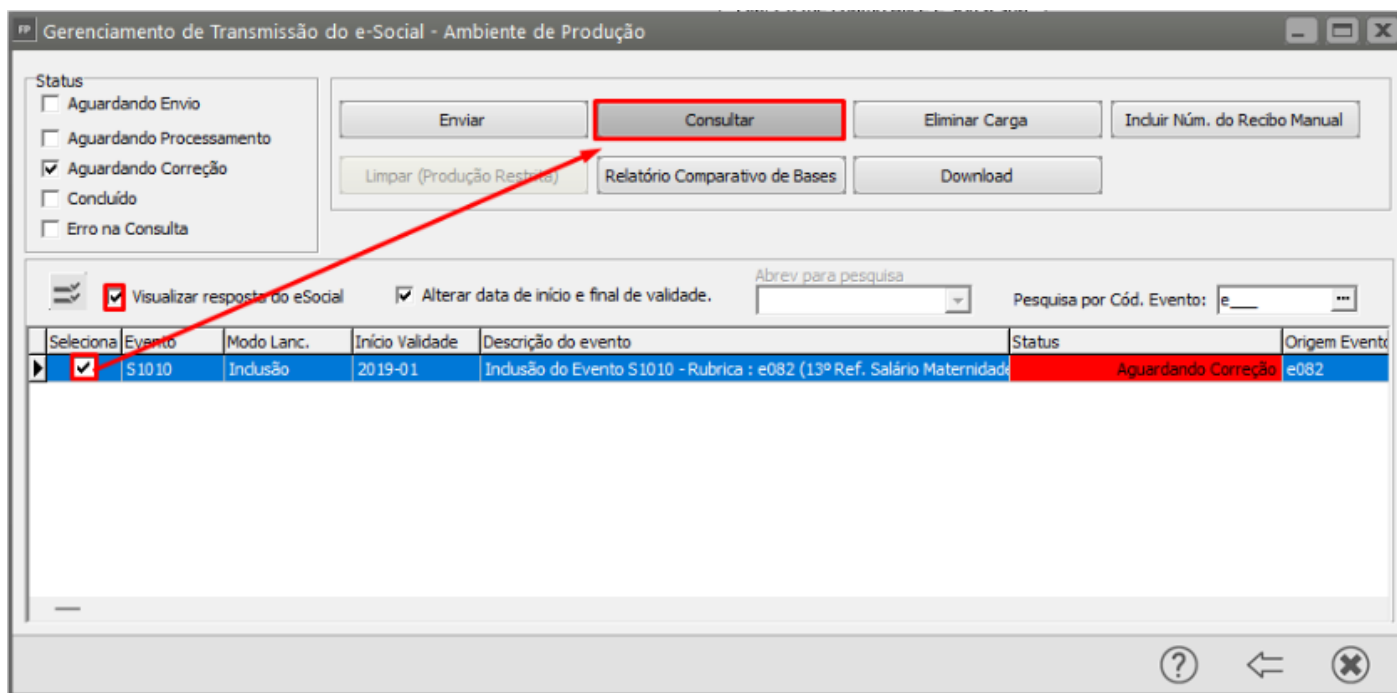 FP Gerenciamento de Transmissão do e-Social - Ambiente de Produção
Status
Aguardando Envio
Aguardando Processamento
Aguardando Correção
Concluído
Erro na Consulta
Enviar Consultar Eliminar Carga Incluir Núm. do Recibo Manual
Limpar (Produção Restrita) Relatório Comparativo de Bases Download
Abrev para pesquisa
Visualizar resposta do eSocial Alterar data de início e final de validade. Pesquisa por Cód. Evento: e___ ...
Seleciona Evento Modo Lanc. Início Validade Descrição do evento Status Origem Evento
S1010 Inclusão 2019-01 Inclusão do Evento S1010 - Rubrica : e082 (13º Ref. Salário Maternidade Aguardando Correção e082